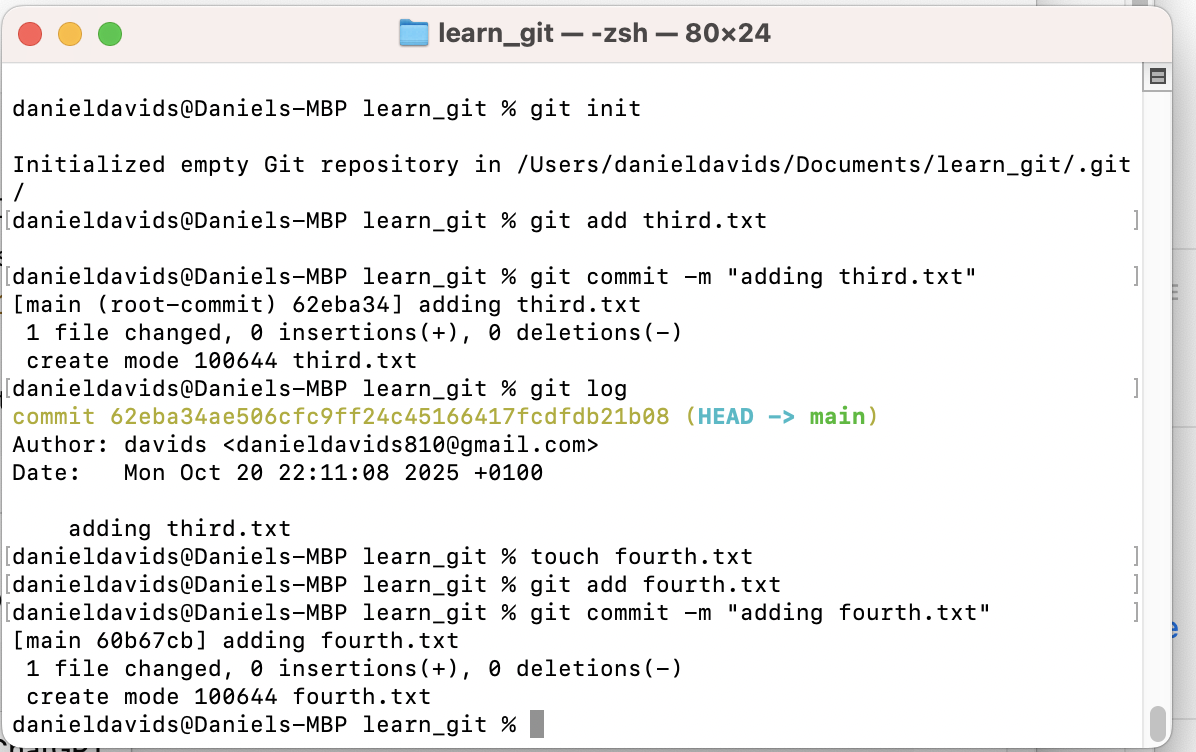 learn_git — -zsh — 80×24
danieldavids@Daniels-MBP learn_git % git init
Initialized empty Git repository in /Users/danieldavids/Documents/learn_git/.git
/
[danieldavids@Daniels-MBP learn_git % git add third.txt ]
[danieldavids@Daniels-MBP learn_git % git commit -m "adding third.txt" ]
[main (root-commit) 62eba34] adding third.txt
1 file changed, 0 insertions(+), 0 deletions(-)
create mode 100644 third.txt
[danieldavids@Daniels-MBP learn_git % git log ]
commit 62eba34ae506cfc9ff24c45166417fcdfdb21b08 (HEAD -> main)
Author: davids <danieldavids810@gmail.com>
Date: Mon Oct 20 22:11:08 2025 +0100
adding third.txt
[danieldavids@Daniels-MBP learn_git % touch fourth.txt ]
[danieldavids@Daniels-MBP learn_git % git add fourth.txt ]
[danieldavids@Daniels-MBP learn_git % git commit -m "adding fourth.txt" ]
[main 60b67cb] adding fourth.txt
1 file changed, 0 insertions(+), 0 deletions(-)
create mode 100644 fourth.txt
danieldavids@Daniels-MBP learn_git %